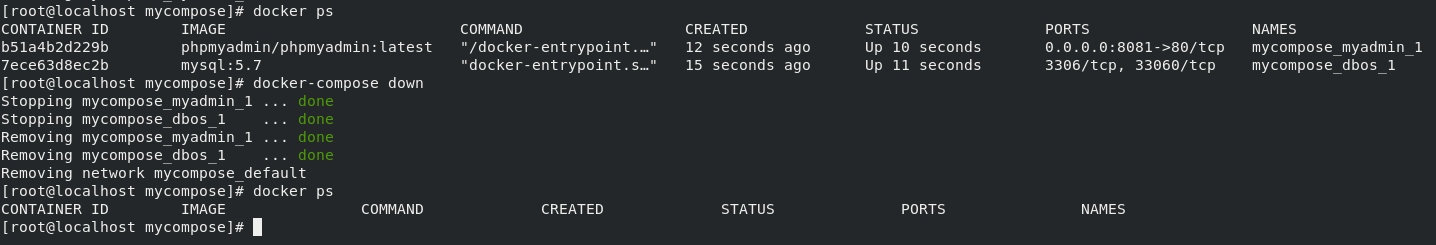 [root@localhost mycompose]# docker ps
CONTAINER ID        IMAGE                          COMMAND                  CREATED             STATUS              PORTS                  NAMES
b51a4b2d229b        phpmyadmin/phpmyadmin:latest   "/docker-entrypoint.…"   12 seconds ago      Up 10 seconds       0.0.0.0:8081->80/tcp   mycompose_myadmin_1
7ece63d8ec2b        mysql:5.7                      "docker-entrypoint.s…"   15 seconds ago      Up 11 seconds       3306/tcp, 33060/tcp    mycompose_dbos_1
[root@localhost mycompose]# docker-compose down
Stopping mycompose_myadmin_1 ... done
Stopping mycompose_dbos_1    ... done
Removing mycompose_myadmin_1 ... done
Removing mycompose_dbos_1    ... done
Removing network mycompose_default
[root@localhost mycompose]# docker ps
CONTAINER ID        IMAGE               COMMAND             CREATED             STATUS              PORTS               NAMES
[root@localhost mycompose]#